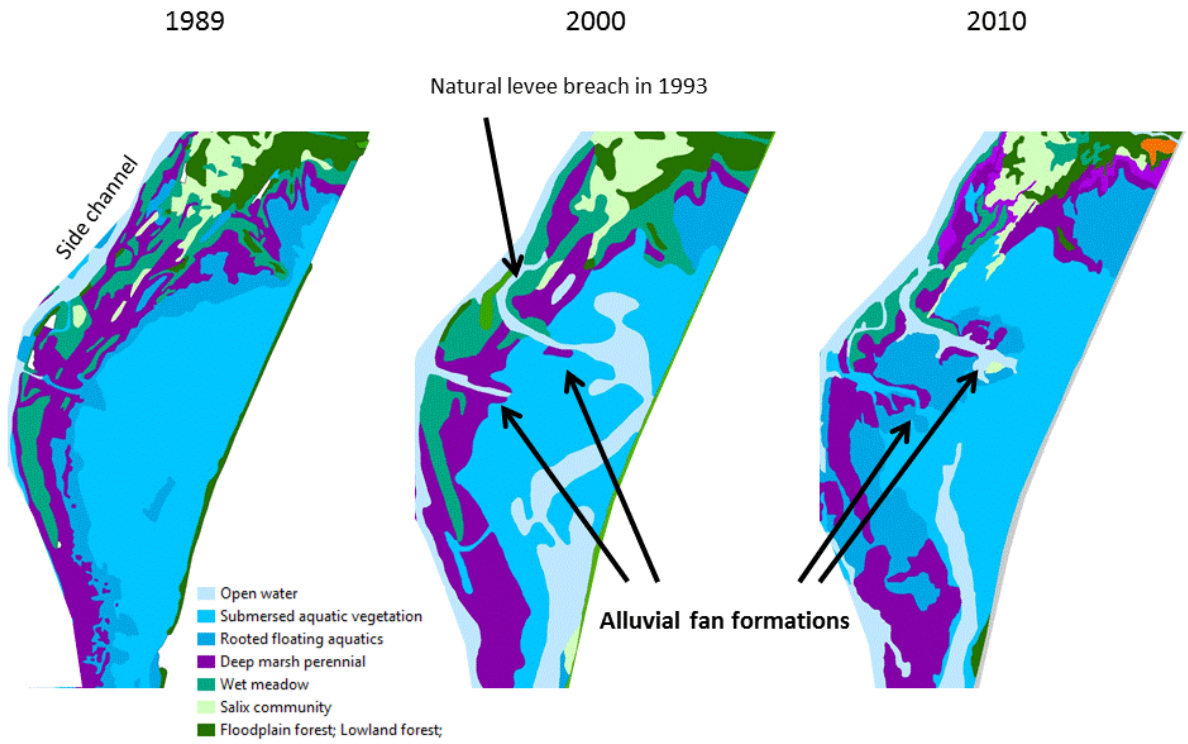 1989
2000
2010
Natural levee breach in 1993
Side channel
Open water
Submersed aquatic vegetation
Rooted floating aquatics
Deep marsh perennial
Wet meadow
Salix community
Floodplain forest; Lowland forest;
Alluvial fan formations